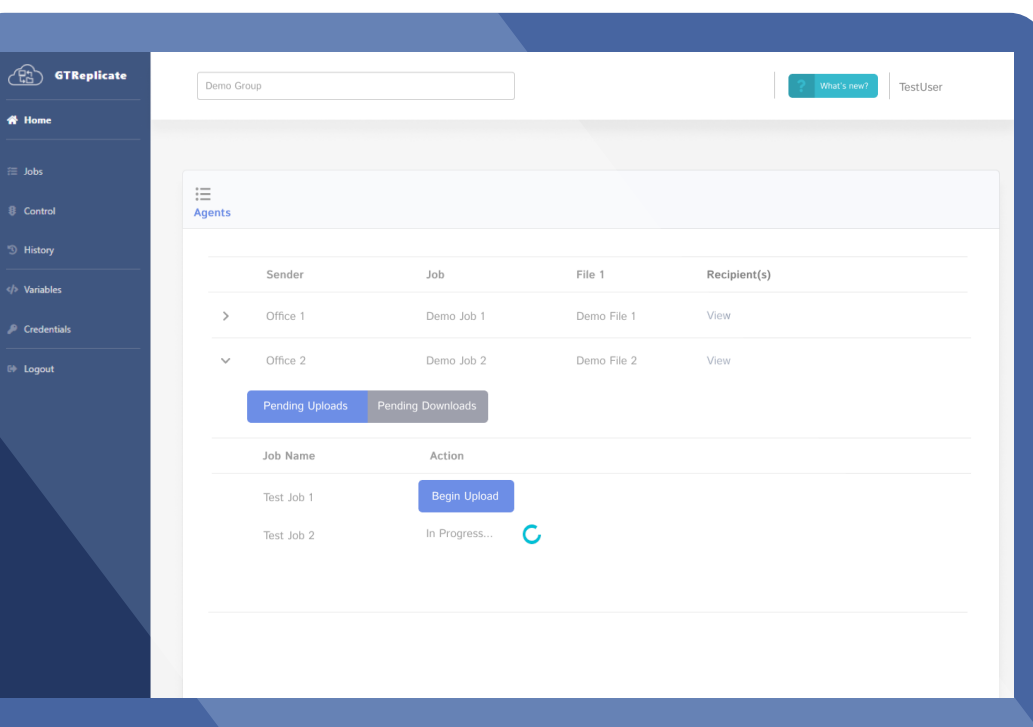 GTReplicate
Demo Group
? What's new?
TestUser
Home
Jobs
Control
History
</> Variables
Credentials
Logout
Agents
Sender Job File 1 Recipient(s)
Office 1 Demo Job 1 Demo File 1 View
Office 2 Demo Job 2 Demo File 2 View
Pending Uploads Pending Downloads
Job Name Action
Test Job 1 Begin Upload
Test Job 2 In Progress...